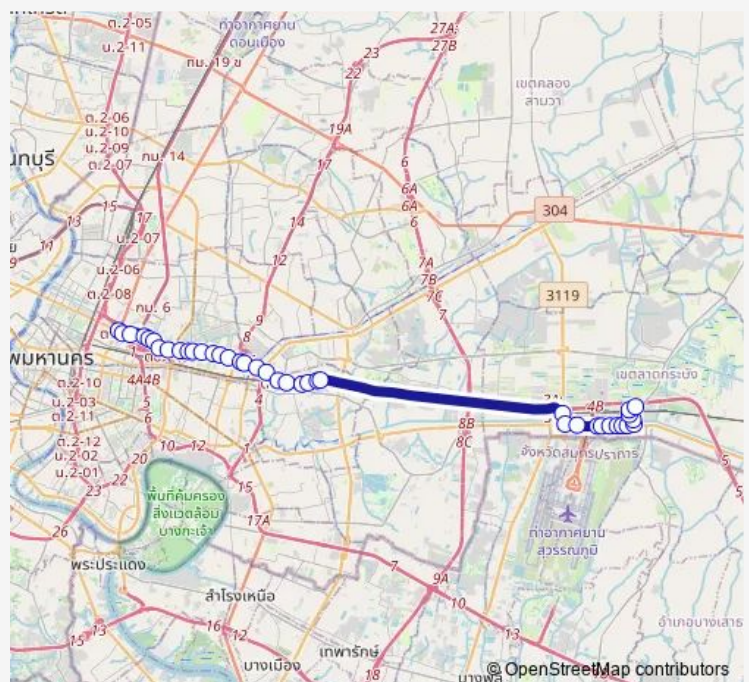 ต.2-05
น.2-11
ท่าอากาศยาน
ดอนเมือง
กม. 19 ข
27A
27B
23
22
เขตคลอง
สามวา
19A
17
ต.2-06
น.2-10
ต.2-09
ต.2-07
กม. 14
นทบุรี
6
6A
6A
6
13
15
17
14
304
11
น.2-07
12
7A
7B
7C
7
น.2-06
ต.2-08
กม. 6
3119
9
8
พมหานคร
เขตลาดกระบัง
ต.2-10
4A4B
1
4
4B
น.2-03
ต.2-11
5
6
8B
8C
ต.2-12
น.2-02
น.2-01
10
12
20
22
23
1
15
จังหวัดสมุทรปราการ
5
26
พื้นที่คุ้มครอง
สิ่งแวดล้อม
บางกะเจ้า
17A
ท่าอากาศยาน
สุวรรณภูมิ
พระประแดง
7
9A
10
สำโรงเหนือ
13
15
16
12
เทพารักษ์
บางเมือง
18
อำเภอบางเสาธ
© OpenStreetMap contributors